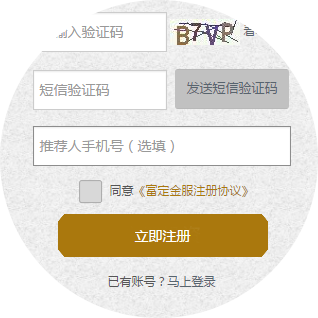 入验证码 B7VP
短信验证码 发送短信验证码
推荐人手机号（选填）
同意《富定金服注册协议》
立即注册
已有账号？马上登录